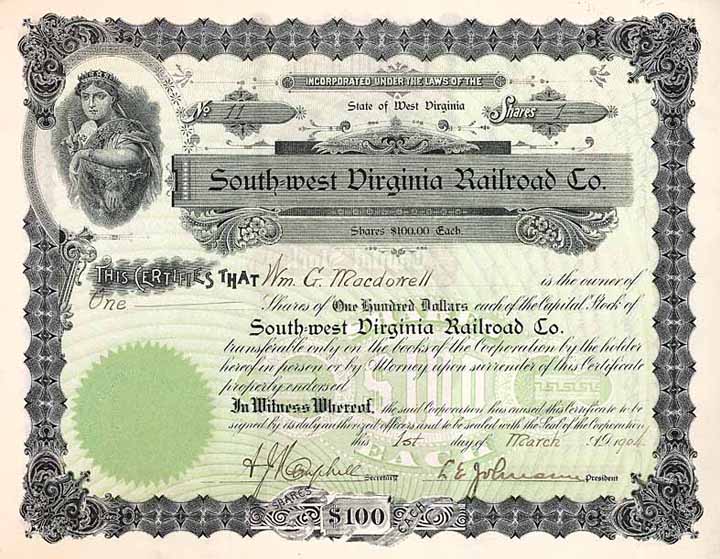 INCORPORATED UNDER THE LAWS OF THE
State of West Virginia
No 11
Shares 1
South-west Virginia Railroad Co.
Shares $100.00 Each.
THIS CERTIFIES THAT Wm. G. Macdowell is the owner of
One Shares of One Hundred Dollars each of the Capital Stock of
South-west Virginia Railroad Co.
transferable only on the books of the Corporation by the holder
hereof in person or by Attorney upon surrender of this Certificate
properly endorsed
In Witness Whereof, the said Corporation has caused this Certificate to be
signed by its duly authorized officers and to be sealed with the Seal of the Corporation
this 1st day of March A.D. 1904
Secretary
L E Johnson President
SHARES $100 EACH
$100
EACH